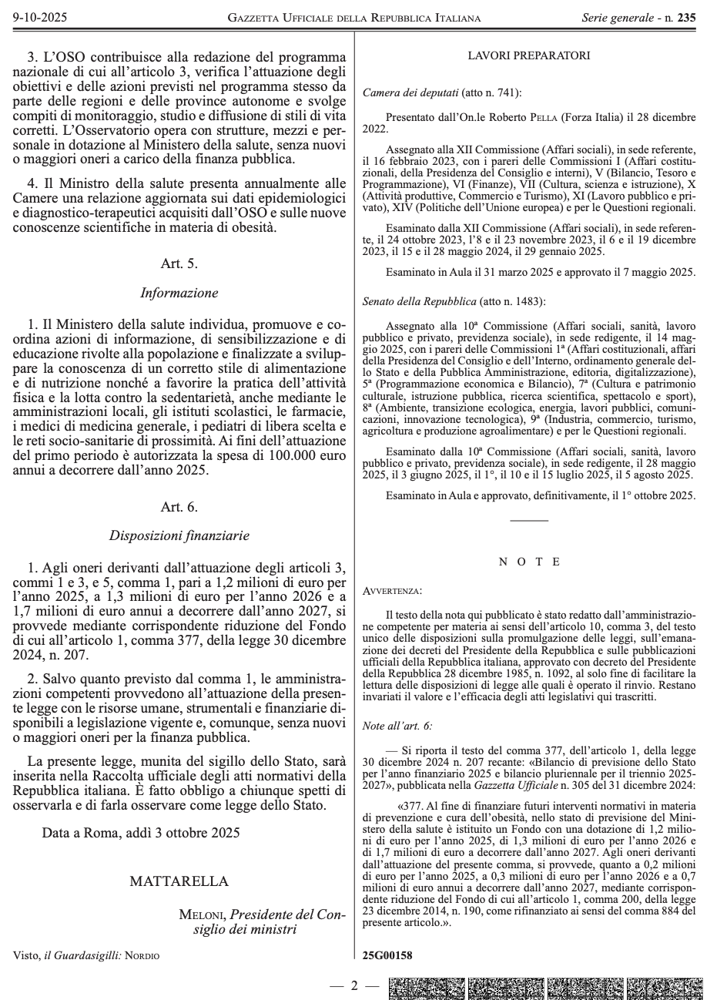 9-10-2025
GAZZETTA UFFICIALE DELLA REPUBBLICA ITALIANA
Serie generale - n. 235
3. L'OSO contribuisce alla redazione del programma
nazionale di cui all'articolo 3, verifica l'attuazione degli
obiettivi e delle azioni previsti nel programma stesso da
parte delle regioni e delle province autonome e svolge
compiti di monitoraggio, studio e diffusione di stili di vita
corretti. L'Osservatorio opera con strutture, mezzi e per-
sonale in dotazione al Ministero della salute, senza nuovi
o maggiori oneri a carico della finanza pubblica.
4. Il Ministro della salute presenta annualmente alle
Camere una relazione aggiornata sui dati epidemiologici
e diagnostico-terapeutici acquisiti dall'OSO e sulle nuove
conoscenze scientifiche in materia di obesità.
Art. 5.
Informazione
1. Il Ministero della salute individua, promuove e co-
ordina azioni di informazione, di sensibilizzazione e di
educazione rivolte alla popolazione e finalizzate a svilup-
pare la conoscenza di un corretto stile di alimentazione
e di nutrizione nonché a favorire la pratica dell'attività
fisica e la lotta contro la sedentarietà, anche mediante le
amministrazioni locali, gli istituti scolastici, le farmacie,
i medici di medicina generale, i pediatri di libera scelta e
le reti socio-sanitarie di prossimità. Ai fini dell'attuazione
del primo periodo è autorizzata la spesa di 100.000 euro
annui a decorrere dall'anno 2025.
Art. 6.
Disposizioni finanziarie
1. Agli oneri derivanti dall'attuazione degli articoli 3,
commi 1 e 3, e 5, comma 1, pari a 1,2 milioni di euro per
l'anno 2025, a 1,3 milioni di euro per l'anno 2026 e a
1,7 milioni di euro annui a decorrere dall'anno 2027, si
provvede mediante corrispondente riduzione del Fondo
di cui all'articolo 1, comma 377, della legge 30 dicembre
2024, n. 207.
2. Salvo quanto previsto dal comma 1, le amministra-
zioni competenti provvedono all'attuazione della presen-
te legge con le risorse umane, strumentali e finanziarie di-
sponibili a legislazione vigente e, comunque, senza nuovi
o maggiori oneri per la finanza pubblica.
La presente legge, munita del sigillo dello Stato, sarà
inserita nella Raccolta ufficiale degli atti normativi della
Repubblica italiana. È fatto obbligo a chiunque spetti di
osservarla e di farla osservare come legge dello Stato.
Data a Roma, addì 3 ottobre 2025
MATTARELLA
MELONI, Presidente del Con-
siglio dei ministri
Visto, il Guardasigilli: NORDIO
LAVORI PREPARATORI
Camera dei deputati (atto n. 741):
Presentato dall'On.le Roberto PELLA (Forza Italia) il 28 dicembre
2022.
Assegnato alla XII Commissione (Affari sociali), in sede referente,
il 16 febbraio 2023, con i pareri delle Commissioni I (Affari costitu-
zionali, della Presidenza del Consiglio e interni), V (Bilancio, Tesoro e
Programmazione), VI (Finanze), VII (Cultura, scienza e istruzione), X
(Attività produttive, Commercio e Turismo), XI (Lavoro pubblico e pri-
vato), XIV (Politiche dell'Unione europea) e per le Questioni regionali.
Esaminato dalla XII Commissione (Affari sociali), in sede referen-
te, il 24 ottobre 2023, l'8 e il 23 novembre 2023, il 6 e il 19 dicembre
2023, il 15 e il 28 maggio 2024, il 29 gennaio 2025.
Esaminato in Aula il 31 marzo 2025 e approvato il 7 maggio 2025.
Senato della Repubblica (atto n. 1483):
Assegnato alla 10ª Commissione (Affari sociali, sanità, lavoro
pubblico e privato, previdenza sociale), in sede redigente, il 14 mag-
gio 2025, con i pareri delle Commissioni 1ª (Affari costituzionali, affari
della Presidenza del Consiglio e dell'Interno, ordinamento generale del-
lo Stato e della Pubblica Amministrazione, editoria, digitalizzazione),
5ª (Programmazione economica e Bilancio), 7ª (Cultura e patrimonio
culturale, istruzione pubblica, ricerca scientifica, spettacolo e sport),
8ª (Ambiente, transizione ecologica, energia, lavori pubblici, comuni-
cazioni, innovazione tecnologica), 9ª (Industria, commercio, turismo,
agricoltura e produzione agroalimentare) e per le Questioni regionali.
Esaminato dalla 10ª Commissione (Affari sociali, sanità, lavoro
pubblico e privato, previdenza sociale), in sede redigente, il 28 maggio
2025, il 3 giugno 2025, il 1°, il 10 e il 15 luglio 2025, il 5 agosto 2025.
Esaminato in Aula e approvato, definitivamente, il 1° ottobre 2025.
N O T E
AVVERTENZA:
Il testo della nota qui pubblicato è stato redatto dall'amministrazio-
ne competente per materia ai sensi dell'articolo 10, comma 3, del testo
unico delle disposizioni sulla promulgazione delle leggi, sull'emana-
zione dei decreti del Presidente della Repubblica e sulle pubblicazioni
ufficiali della Repubblica italiana, approvato con decreto del Presidente
della Repubblica 28 dicembre 1985, n. 1092, al solo fine di facilitare la
lettura delle disposizioni di legge alle quali è operato il rinvio. Restano
invariati il valore e l'efficacia degli atti legislativi qui trascritti.
Note all'art. 6:
— Si riporta il testo del comma 377, dell'articolo 1, della legge
30 dicembre 2024 n. 207 recante: «Bilancio di previsione dello Stato
per l'anno finanziario 2025 e bilancio pluriennale per il triennio 2025-
2027», pubblicata nella Gazzetta Ufficiale n. 305 del 31 dicembre 2024:
«377. Al fine di finanziare futuri interventi normativi in materia
di prevenzione e cura dell'obesità, nello stato di previsione del Mini-
stero della salute è istituito un Fondo con una dotazione di 1,2 milio-
ni di euro per l'anno 2025, di 1,3 milioni di euro per l'anno 2026 e
di 1,7 milioni di euro a decorrere dall'anno 2027. Agli oneri derivanti
dall'attuazione del presente comma, si provvede, quanto a 0,2 milioni
di euro per l'anno 2025, a 0,3 milioni di euro per l'anno 2026 e a 0,7
milioni di euro annui a decorrere dall'anno 2027, mediante corrispon-
dente riduzione del Fondo di cui all'articolo 1, comma 200, della legge
23 dicembre 2014, n. 190, come rifinanziato ai sensi del comma 884 del
presente articolo.».
25G00158
— 2 —